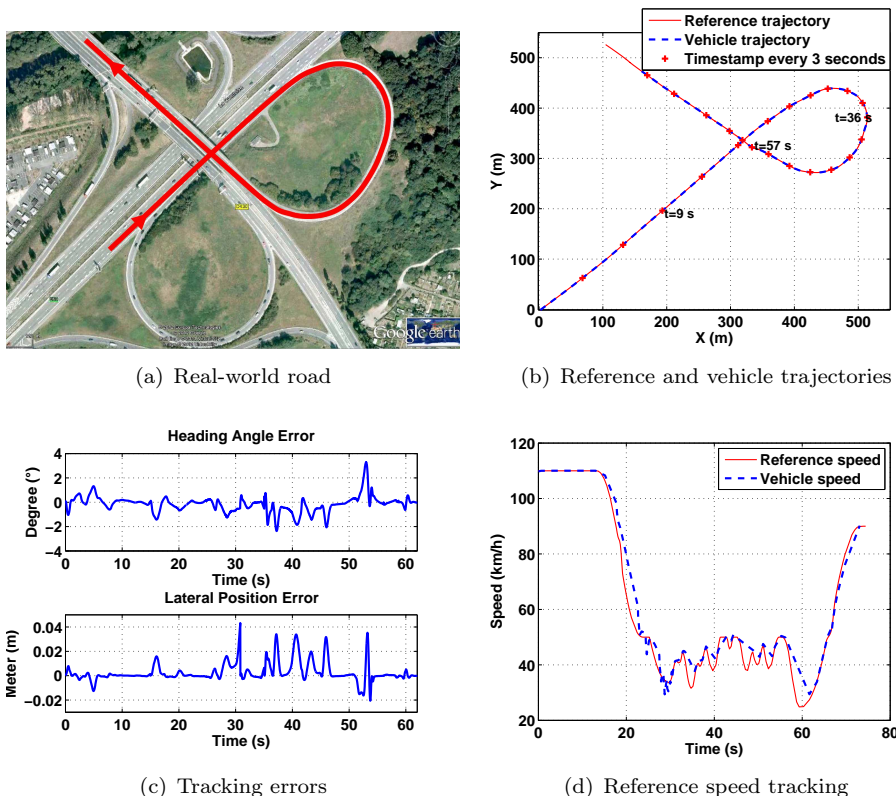 Google earth
(a) Real-world road
Reference trajectory
Vehicle trajectory
Timestamp every 3 seconds
500
400
300
200
100
0
Y (m)
t=36 s
t=57 s
t=9 s
0 100 200 300 400 500
X (m)
(b) Reference and vehicle trajectories
Heading Angle Error
4
2
0
−2
−4
Degree (°)
0 10 20 30 40 50 60
Time (s)
Lateral Position Error
0.04
0.02
0
−0.02
Meter (m)
0 10 20 30 40 50 60
Time (s)
(c) Tracking errors
120
100
80
60
40
20
Speed (km/h)
Reference speed
Vehicle speed
0 20 40 60 80
Time (s)
(d) Reference speed tracking